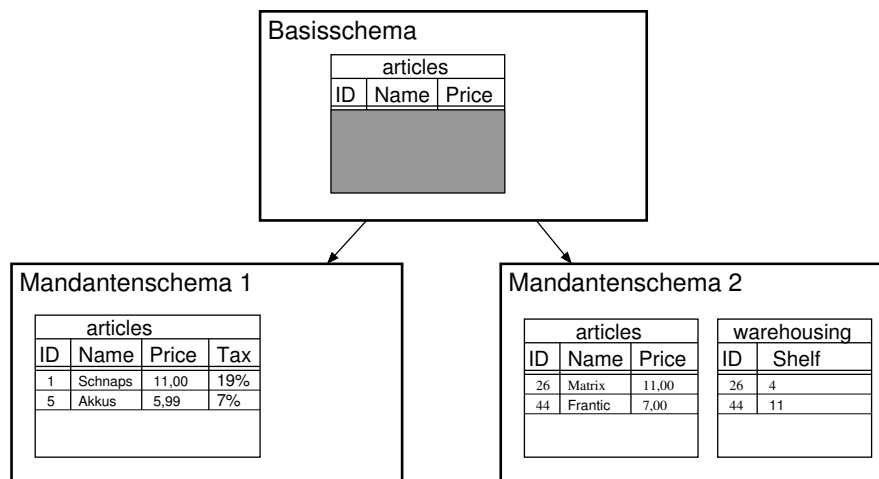 Basisschema
articles
ID Name Price
Mandantenschema 1
articles
ID Name Price Tax
1 Schnaps 11,00 19%
5 Akkus 5,99 7%
Mandantenschema 2
articles
ID Name Price
26 Matrix 11,00
44 Frantic 7,00
warehousing
ID Shelf
26 4
44 11